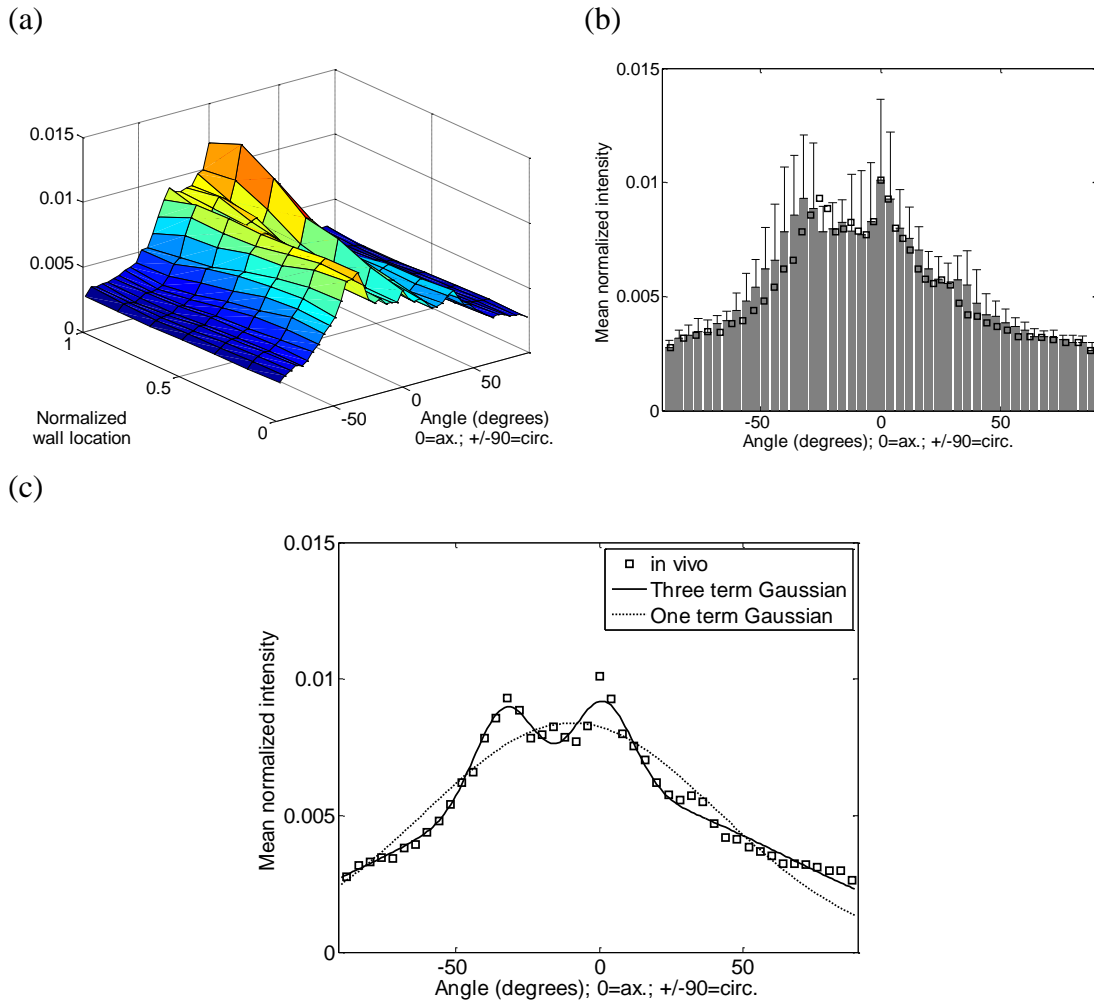 (a)
(b)
0.015
0.01
0.005
0
1
0.5
0
Normalized
wall location
-50
0
50
Angle (degrees)
0=ax.; +/-90=circ.
0.015
0.01
0.005
0
Mean normalized intensity
-50
0
50
Angle (degrees); 0=ax.; +/-90=circ.
(c)
0.015
0.01
0.005
0
Mean normalized intensity
in vivo
Three term Gaussian
One term Gaussian
-50
0
50
Angle (degrees); 0=ax.; +/-90=circ.